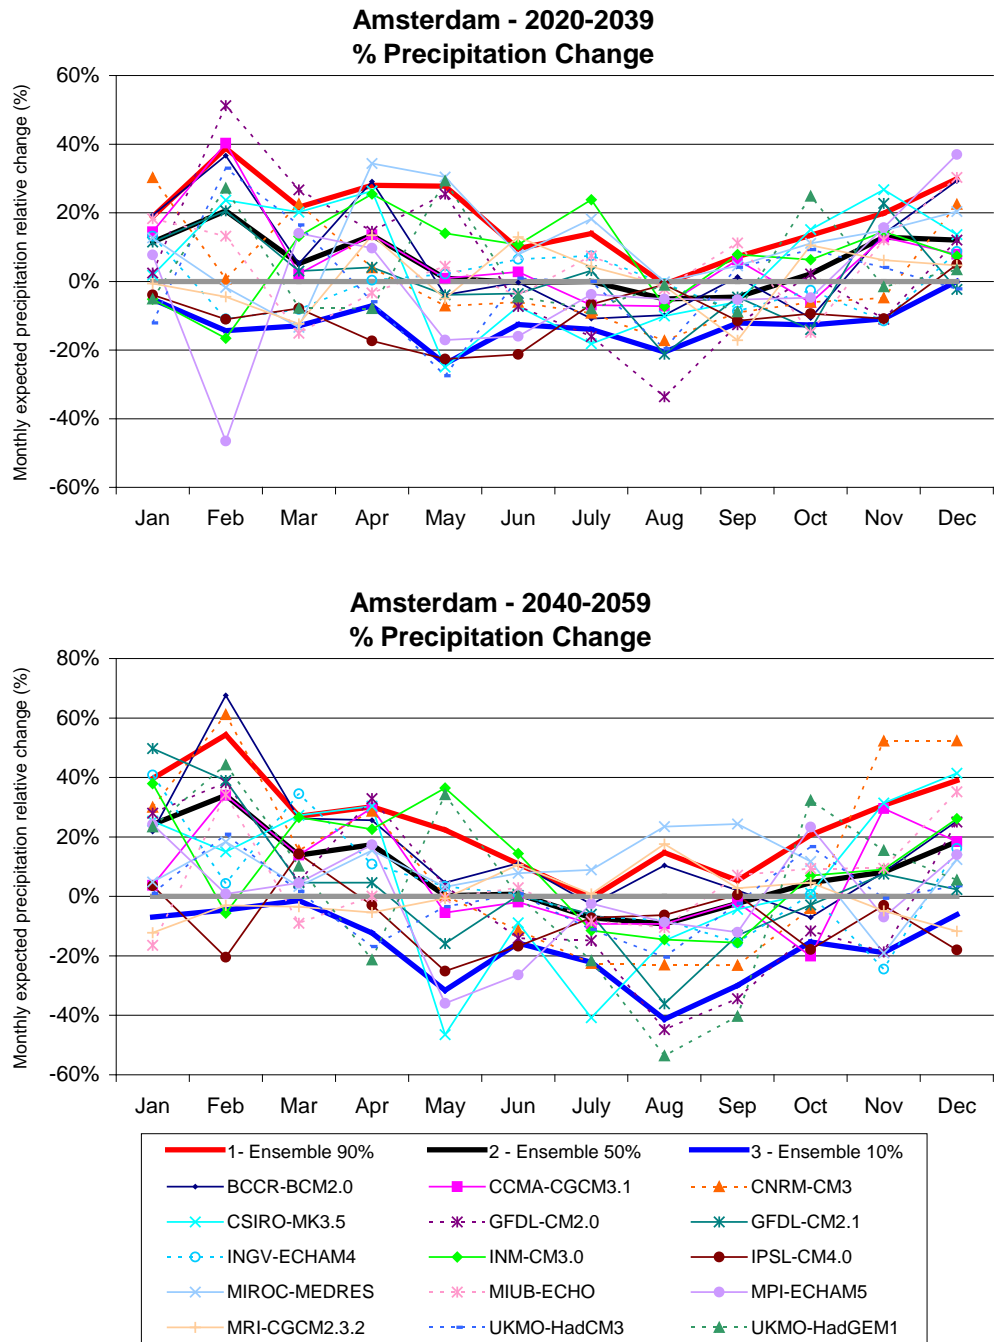 Amsterdam - 2020-2039
% Precipitation Change
Monthly expected precipitation relative change (%)
60%
40%
20%
0%
-20%
-40%
-60%
Jan Feb Mar Apr May Jun July Aug Sep Oct Nov Dec
Amsterdam - 2040-2059
% Precipitation Change
Monthly expected precipitation relative change (%)
80%
60%
40%
20%
0%
-20%
-40%
-60%
Jan Feb Mar Apr May Jun July Aug Sep Oct Nov Dec
1- Ensemble 90% 2 - Ensemble 50% 3 - Ensemble 10%
BCCR-BCM2.0 CCMA-CGCM3.1 CNRM-CM3
CSIRO-MK3.5 GFDL-CM2.0 GFDL-CM2.1
INGV-ECHAM4 INM-CM3.0 IPSL-CM4.0
MIROC-MEDRES MIUB-ECHO MPI-ECHAM5
MRI-CGCM2.3.2 UKMO-HadCM3 UKMO-HadGEM1